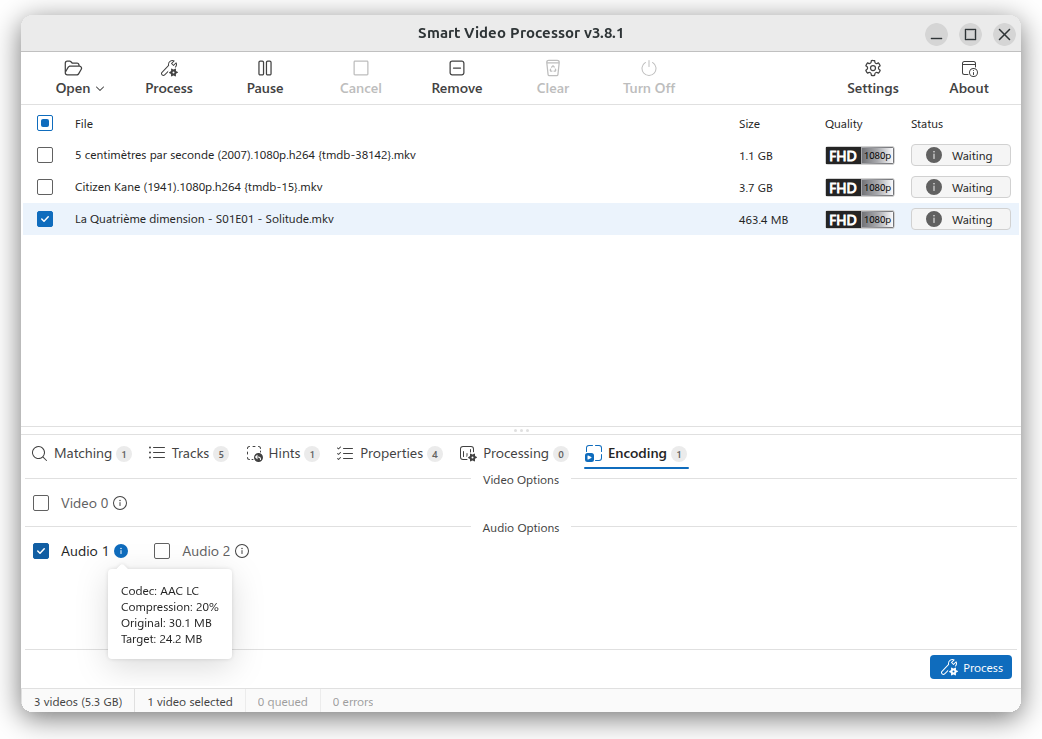 Smart Video Processor v3.8.1
Open Process Pause Cancel Remove Clear Turn Off Settings About
File Size Quality Status
5 centimètres par seconde (2007).1080p.h264 {tmdb-38142}.mkv 1.1 GB FHD 1080p Waiting
Citizen Kane (1941).1080p.h264 {tmdb-15}.mkv 3.7 GB FHD 1080p Waiting
La Quatrième dimension - S01E01 - Solitude.mkv 463.4 MB FHD 1080p Waiting
Matching 1 Tracks 5 Hints 1 Properties 4 Processing 0 Encoding 1
Video Options
Video 0
Audio Options
Audio 1 Audio 2
Codec: AAC LC
Compression: 20%
Original: 30.1 MB
Target: 24.2 MB
Process
3 videos (5.3 GB) 1 video selected 0 queued 0 errors